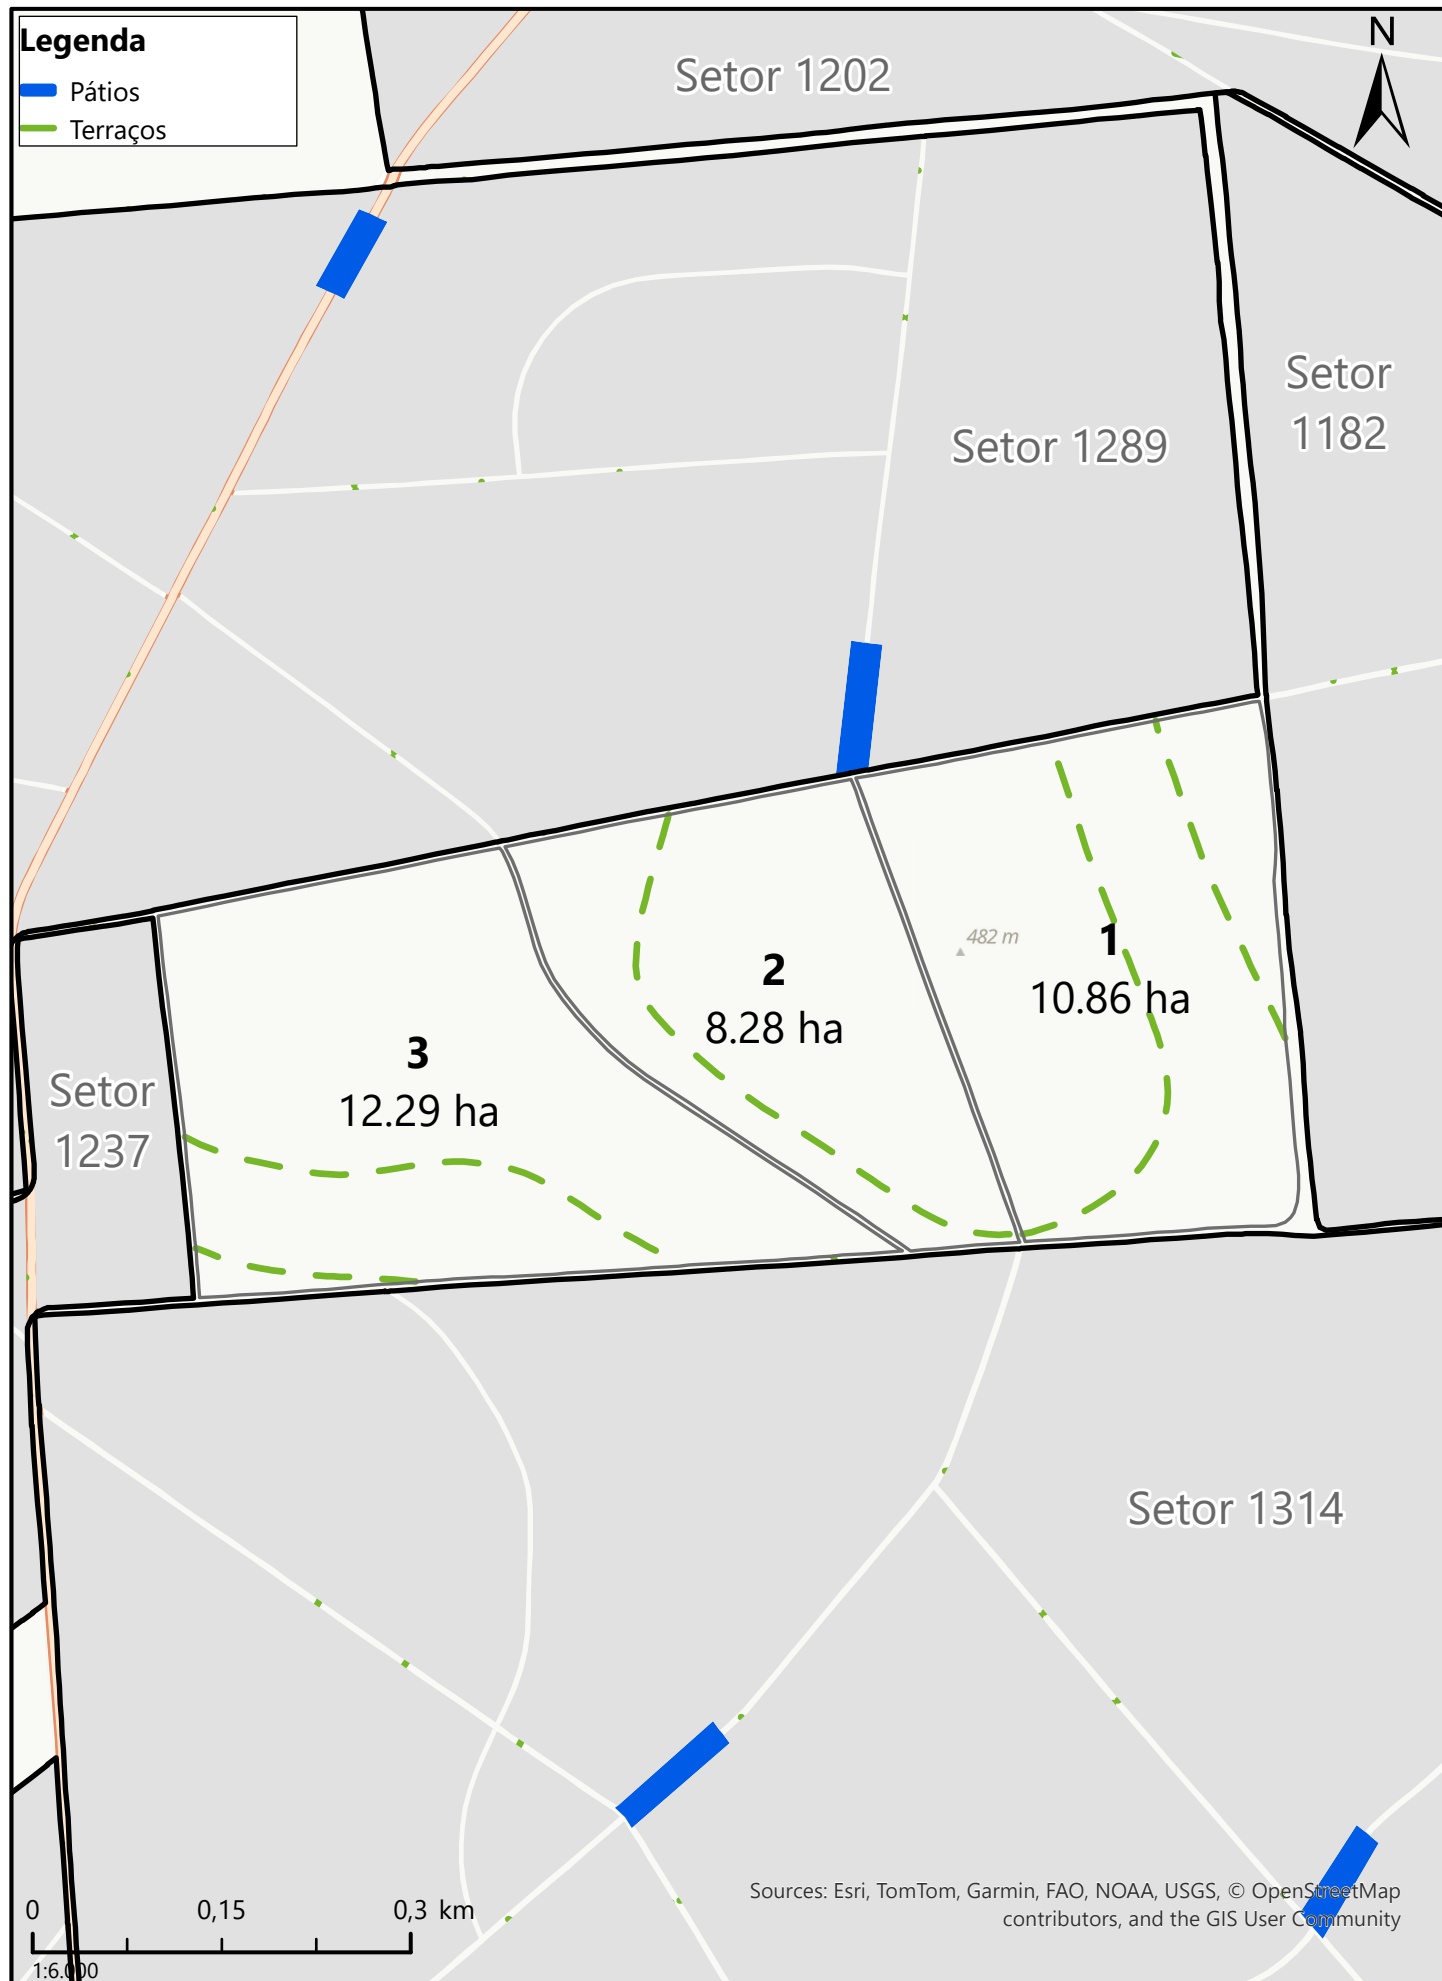 Legenda
Pátios
Terraços
N
Setor 1202
Setor
1182
Setor 1289
482 m
1
10.86 ha
2
8.28 ha
3
12.29 ha
Setor
1237
Setor 1314
0 0,15 0,3 km
1:6.000
Sources: Esri, TomTom, Garmin, FAO, NOAA, USGS, © OpenStreetMap
contributors, and the GIS User Community